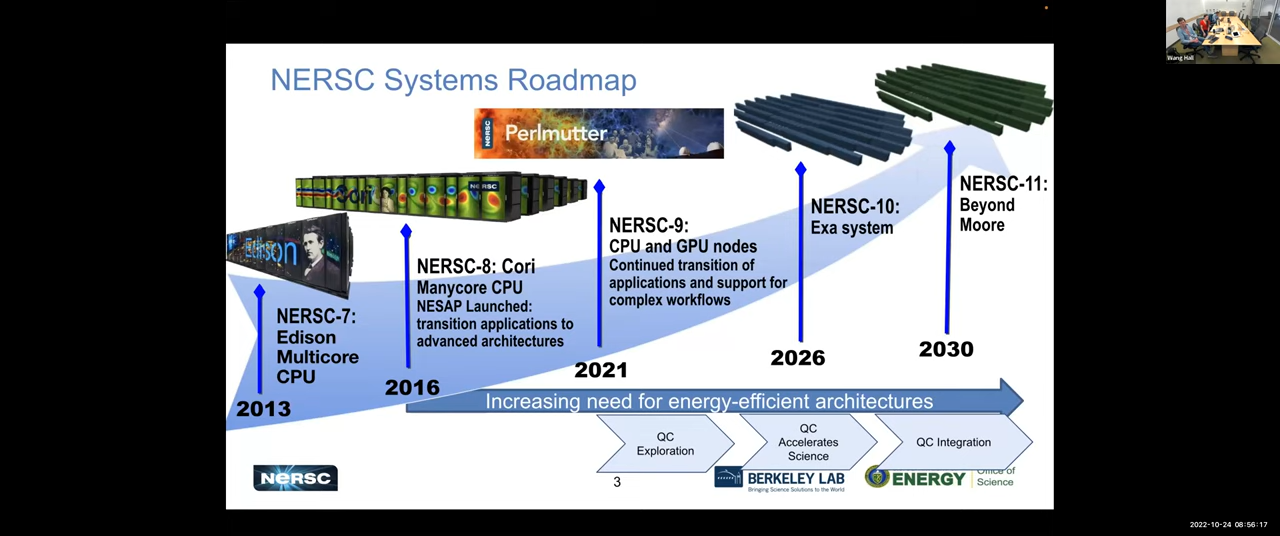 Wang Hall
NERSC Systems Roadmap
NERSC
Perlmutter
Cori
NERSC
Edison
NERSC-7:
Edison
Multicore
CPU
2013
NERSC-8: Cori
Manycore CPU
NESAP Launched:
transition applications to
advanced architectures
2016
NERSC-9:
CPU and GPU nodes
Continued transition of
applications and support for
complex workflows
2021
NERSC-10:
Exa system
2026
NERSC-11:
Beyond
Moore
2030
Increasing need for energy-efficient architectures
QC
Exploration
QC
Accelerates
Science
QC Integration
NERSC
3
BERKELEY LAB
Bringing Science Solutions to the World
ENERGY
Office of
Science
2022-10-24 08:56:17